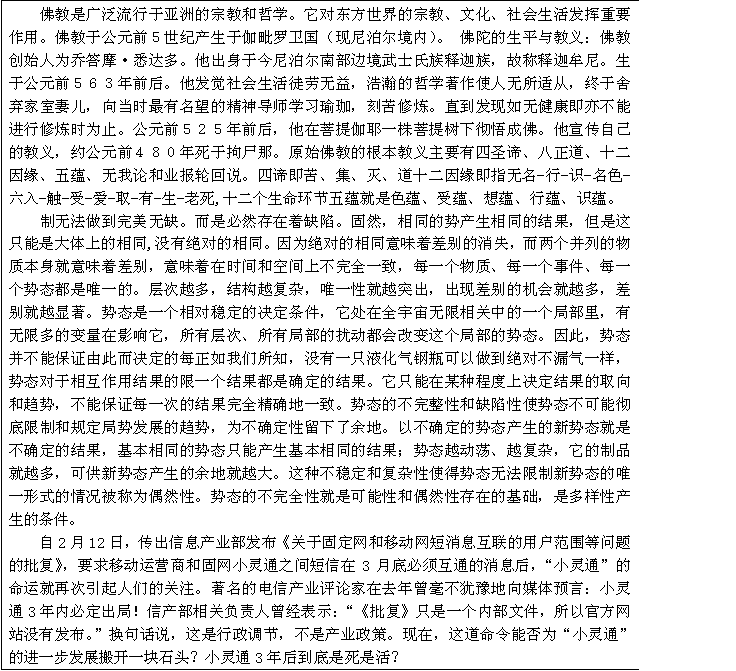 佛教是广泛流行于亚洲的宗教和哲学。它对东方世界的宗教、文化、社会生活发挥重要
作用。佛教于公元前5世纪产生于伽毗罗卫国（现尼泊尔境内）。 佛陀的生平与教义：佛教
创始人为乔答摩·悉达多。他出身于今尼泊尔南部边境武士氏族释迦族，故称释迦牟尼。生
于公元前563年前后。他发觉社会生活徒劳无益，浩瀚的哲学著作使人无所适从，终于舍
弃家室妻儿，向当时最有名望的精神导师学习瑜珈，刻苦修炼。直到发现如无健康即亦不能
进行修炼时为止。公元前525年前后，他在菩提伽耶一株菩提树下彻悟成佛。他宣传自己
的教义，约公元前480年死于拘尸那。原始佛教的根本教义主要有四圣谛、八正道、十二
因缘、五蕴、无我论和业报轮回说。四谛即苦、集、灭、道十二因缘即指无名-行-识-名色-
六入-触-受-爱-取-有-生-老死,十二个生命环节五蕴就是色蕴、受蕴、想蕴、行蕴、识蕴。
制无法做到完美无缺。而是必然存在着缺陷。固然，相同的势产生相同的结果，但是这
只能是大体上的相同,没有绝对的相同。因为绝对的相同意味着差别的消失，而两个并列的物
质本身就意味着差别，意味着在时间和空间上不完全一致，每一个物质、每一个事件、每一
个势态都是唯一的。层次越多，结构越复杂，唯一性就越突出，出现差别的机会就越多，差
别就越显著。势态是一个相对稳定的决定条件，它处在全宇宙无限相关中的一个局部里，有
无限多的变量在影响它，所有层次、所有局部的扰动都会改变这个局部的势态。因此，势态
并不能保证由此而决定的每正如我们所知，没有一只液化气钢瓶可以做到绝对不漏气一样，
势态对于相互作用结果的限一个结果都是确定的结果。它只能在某种程度上决定结果的取向
和趋势，不能保证每一次的结果完全精确地一致。势态的不完整性和缺陷性使势态不可能彻
底限制和规定局势发展的趋势，为不确定性留下了余地。以不确定的势态产生的新势态就是
不确定的结果，基本相同的势态只能产生基本相同的结果；势态越动荡、越复杂，它的制品
就越多，可供新势态产生的余地就越大。这种不稳定和复杂性使得势态无法限制新势态的唯
一形式的情况被称为偶然性。势态的不完全性就是可能性和偶然性存在的基础，是多样性产
生的条件。
自2月12日，传出信息产业部发布《关于固定网和移动网短消息互联的用户范围等问题
的批复》，要求移动运营商和固网小灵通之间短信在 3 月底必须互通的消息后，“小灵通”的
命运就再次引起人们的关注。著名的电信产业评论家在去年曾毫不犹豫地向媒体预言：小灵
通3年内必定出局！信产部相关负责人曾经表示：“《批复》只是一个内部文件，所以官方网
站没有发布。”换句话说，这是行政调节，不是产业政策。现在，这道命令能否为“小灵通”
的进一步发展搬开一块石头？小灵通3年后到底是死是活？